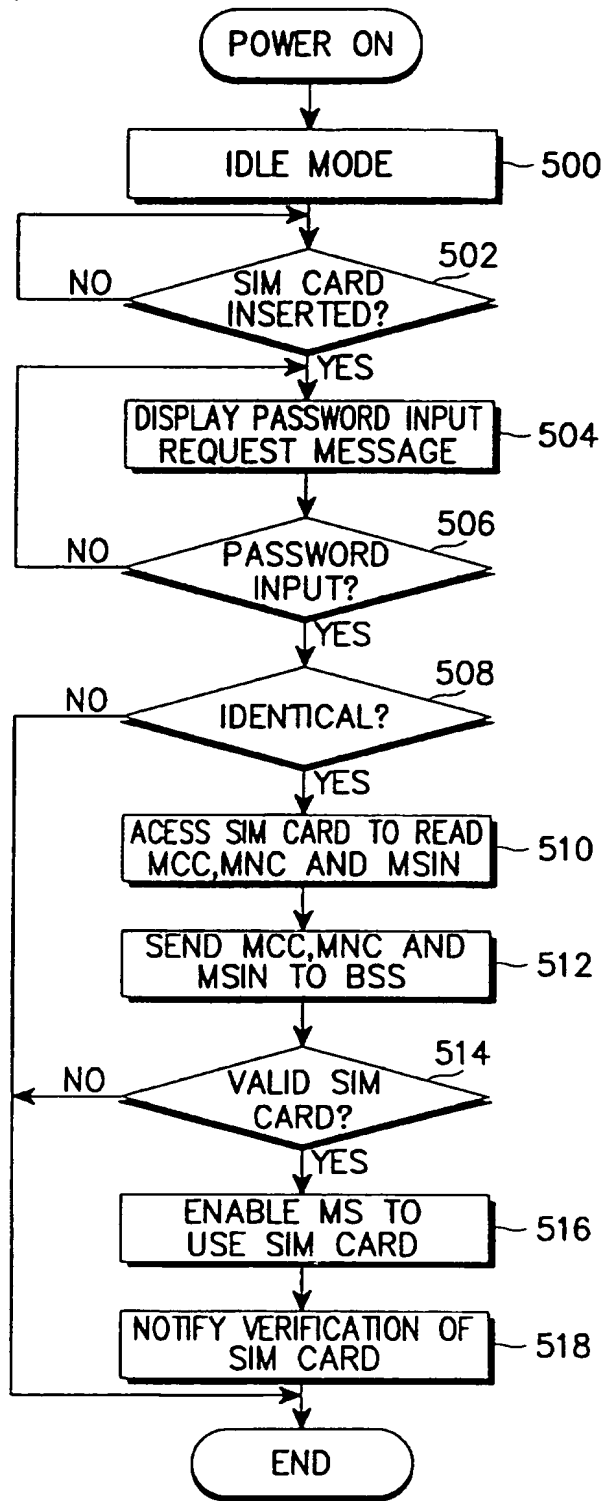 POWER ON
IDLE MODE
500
502
NO
SIM CARD
INSERTED?
YES
DISPLAY PASSWORD INPUT
REQUEST MESSAGE
504
506
NO
PASSWORD
INPUT?
YES
508
NO
IDENTICAL?
YES
ACESS SIM CARD TO READ
MCC,MNC AND MSIN
510
SEND MCC,MNC AND
MSIN TO BSS
512
514
NO
VALID SIM
CARD?
YES
ENABLE MS TO
USE SIM CARD
516
NOTIFY VERIFICATION OF
SIM CARD
518
END